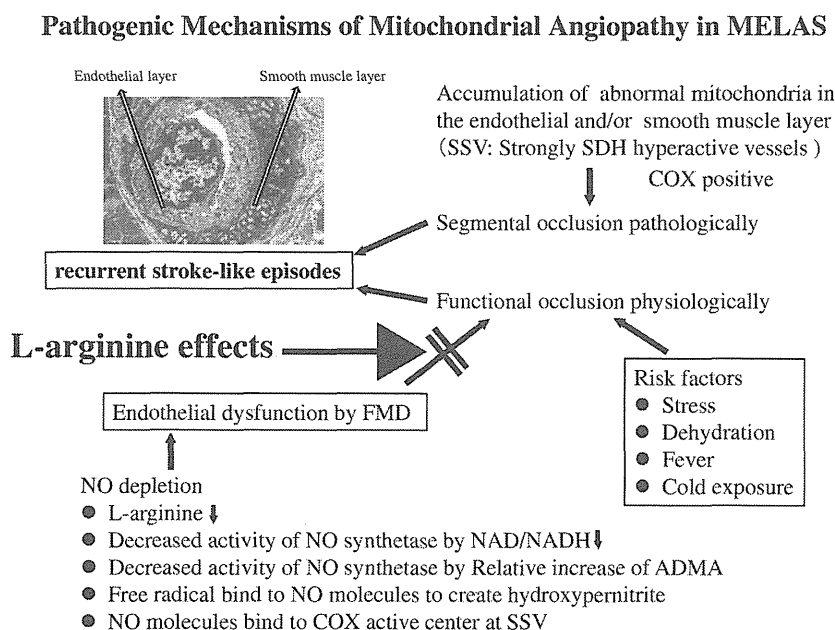 Pathogenic Mechanisms of Mitochondrial Angiopathy in MELAS
Endothelial layer
Smooth muscle layer
Accumulation of abnormal mitochondria in
the endothelial and/or smooth muscle layer
(SSV: Strongly SDH hyperactive vessels )
COX positive
Segmental occlusion pathologically
recurrent stroke-like episodes
Functional occlusion physiologically
L-arginine effects
Endothelial dysfunction by FMD
Risk factors
● Stress
● Dehydration
● Fever
● Cold exposure
NO depletion
● L-arginine ⬇
● Decreased activity of NO synthetase by NAD/NADH ⬇
● Decreased activity of NO synthetase by Relative increase of ADMA
● Free radical bind to NO molecules to create hydroxypernitrite
● NO molecules bind to COX active center at SSV